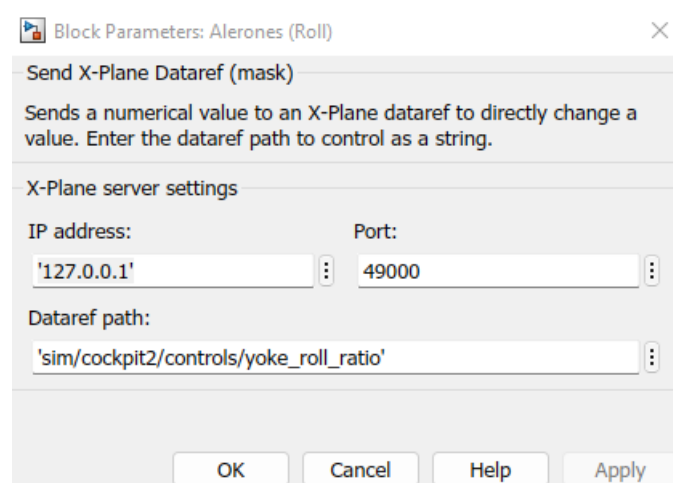 Block Parameters: Alerones (Roll)
Send X-Plane Dataref (mask)
Sends a numerical value to an X-Plane dataref to directly change a
value. Enter the dataref path to control as a string.
X-Plane server settings
IP address: Port:
'127.0.0.1' 49000
Dataref path:
'sim/cockpit2/controls/yoke_roll_ratio'
OK Cancel Help Apply